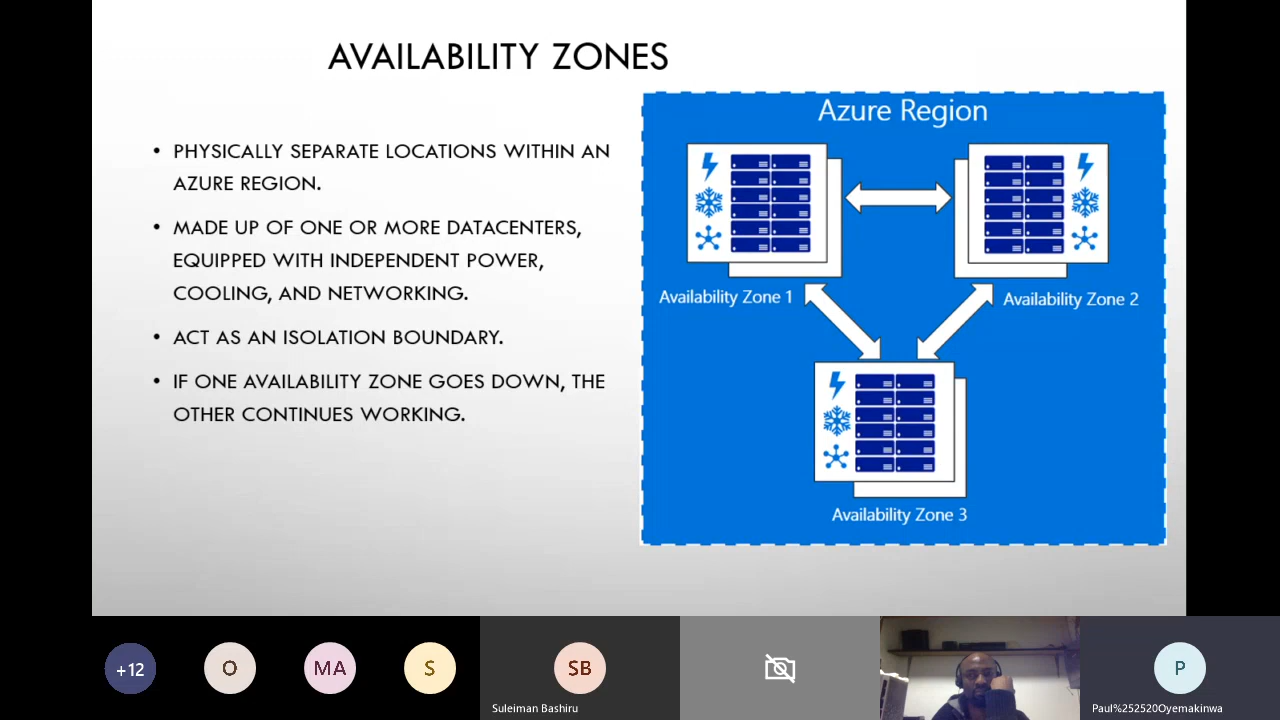 AVAILABILITY ZONES
• PHYSICALLY SEPARATE LOCATIONS WITHIN AN
AZURE REGION.
• MADE UP OF ONE OR MORE DATACENTERS,
EQUIPPED WITH INDEPENDENT POWER,
COOLING, AND NETWORKING.
• ACT AS AN ISOLATION BOUNDARY.
• IF ONE AVAILABILITY ZONE GOES DOWN, THE
OTHER CONTINUES WORKING.
Azure Region
Availability Zone 1
Availability Zone 2
Availability Zone 3
+12
O
MA
S
SB
Suleiman Bashiru
P
Paul%252520Oyemakinwa